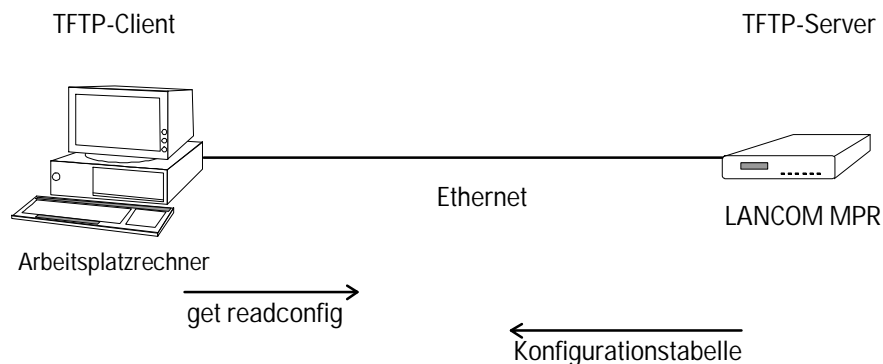 TFTP-Client
TFTP-Server
Ethernet
LANCOM MPR
Arbeitsplatzrechner
get readconfig
Konfigurationstabelle